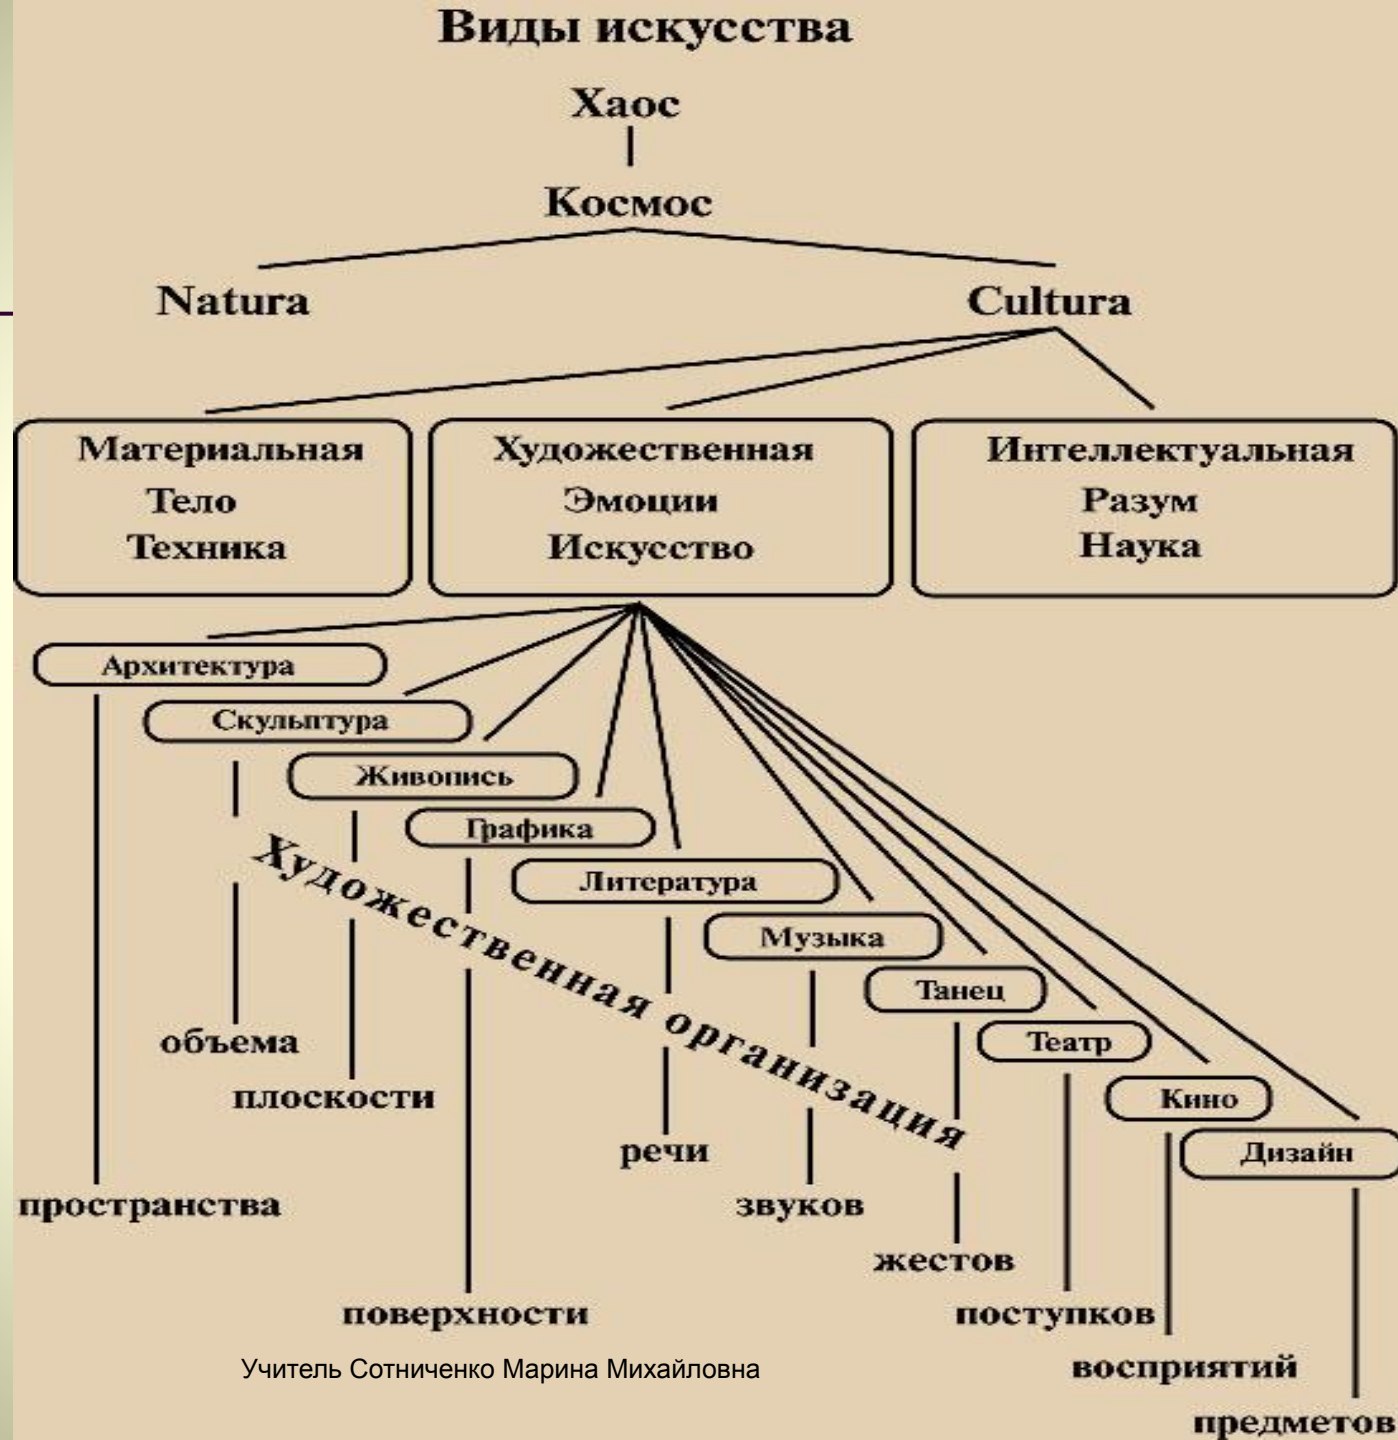 Виды искусства
Хаос
Космос
Natura
Cultura
Материальная
Тело
Техника
Художественная
Эмоции
Искусство
Интеллектуальная
Разум
Наука
Архитектура
Скульптура
Живопись
Графика
Литература
Музыка
Танец
Театр
Кино
Дизайн
Художественная организация
объема
плоскости
речи
пространства
звуков
жестов
поверхности
поступков
Учитель Сотниченко Марина Михайловна
восприятий
предметов